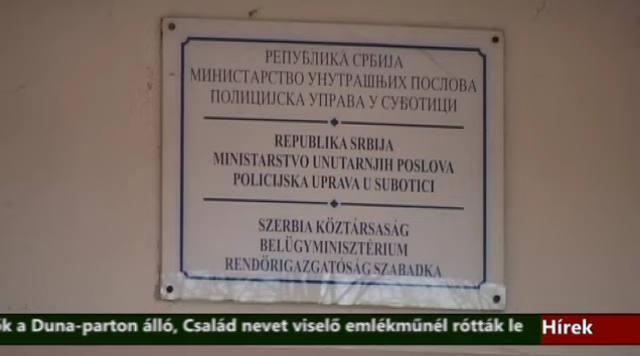 РЕПУБЛИКА СРБИЈА
МИНИСТАРСТВО УНУТРАШЊИХ ПОСЛОВА
ПОЛИЦИЈСКА УПРАВА У СУБОТИЦИ
REPUBLIKA SRBIJA
MINISTARSTVO UNUTARNJIH POSLOVA
POLICIJSKA UPRAVA U SUBOTICI
SZERBIA KÖZTÁRSASÁG
BELÜGYMINISZTÉRIUM
RENDŐRIGAZGATÓSÁG SZABADKA
a Duna-parton álló, Család nevet viselő emlékműnél rótták le
Hírek